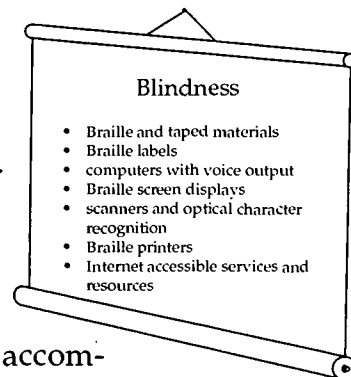 Blindness
• Braille and taped materials
• Braille labels
• computers with voice output
• Braille screen displays
• scanners and optical character
recognition
• Braille printers
• Internet accessible services and
resources
accom-